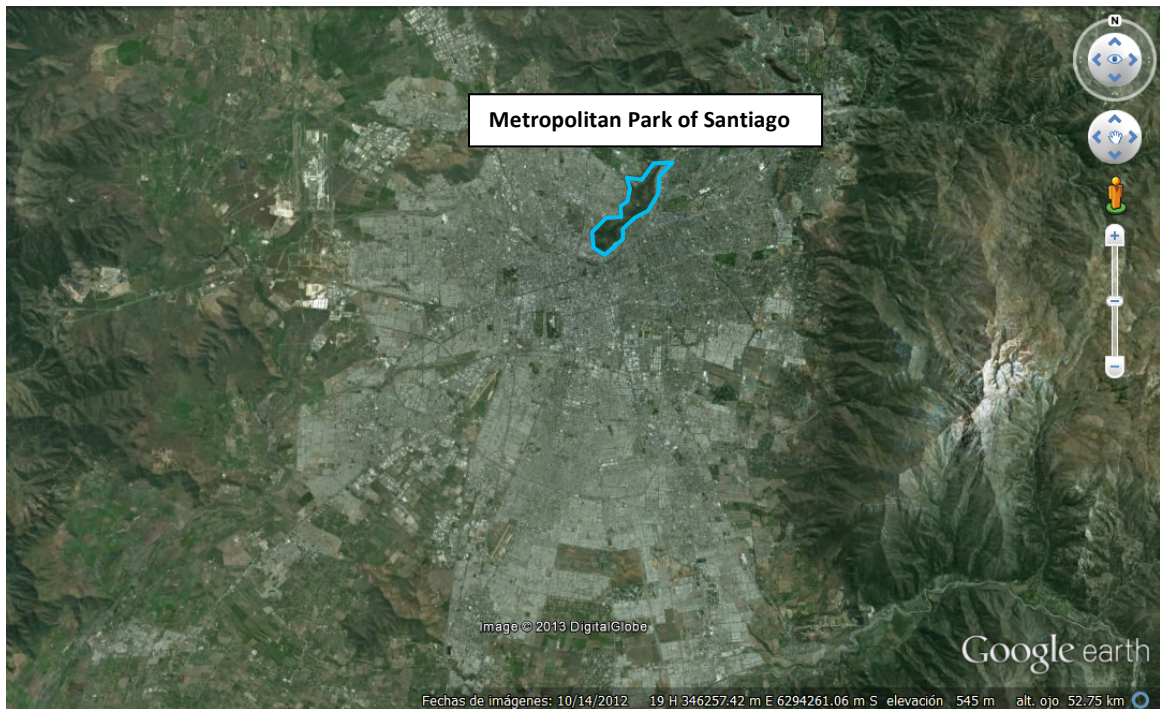 N
Metropolitan Park of Santiago
Image © 2013 DigitalGlobe
Google earth
Fechas de imágenes: 10/14/2012 19 H 346257.42 m E 6294261.06 m S elevación 545 m alt. ojo 52.75 km